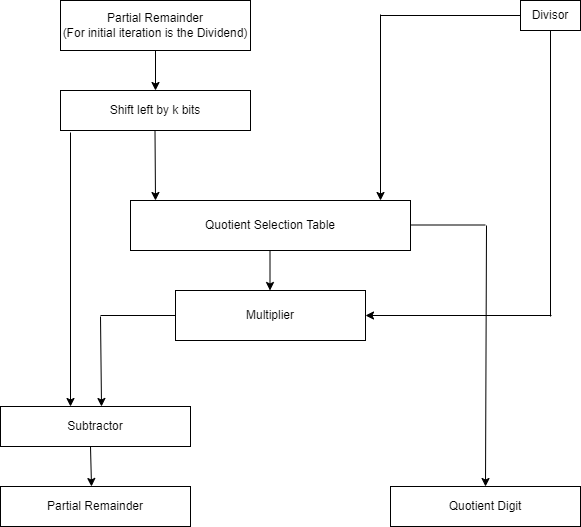 Partial Remainder
(For initial iteration is the Dividend)
Divisor
Shift left by k bits
Quotient Selection Table
Multiplier
Subtractor
Partial Remainder
Quotient Digit